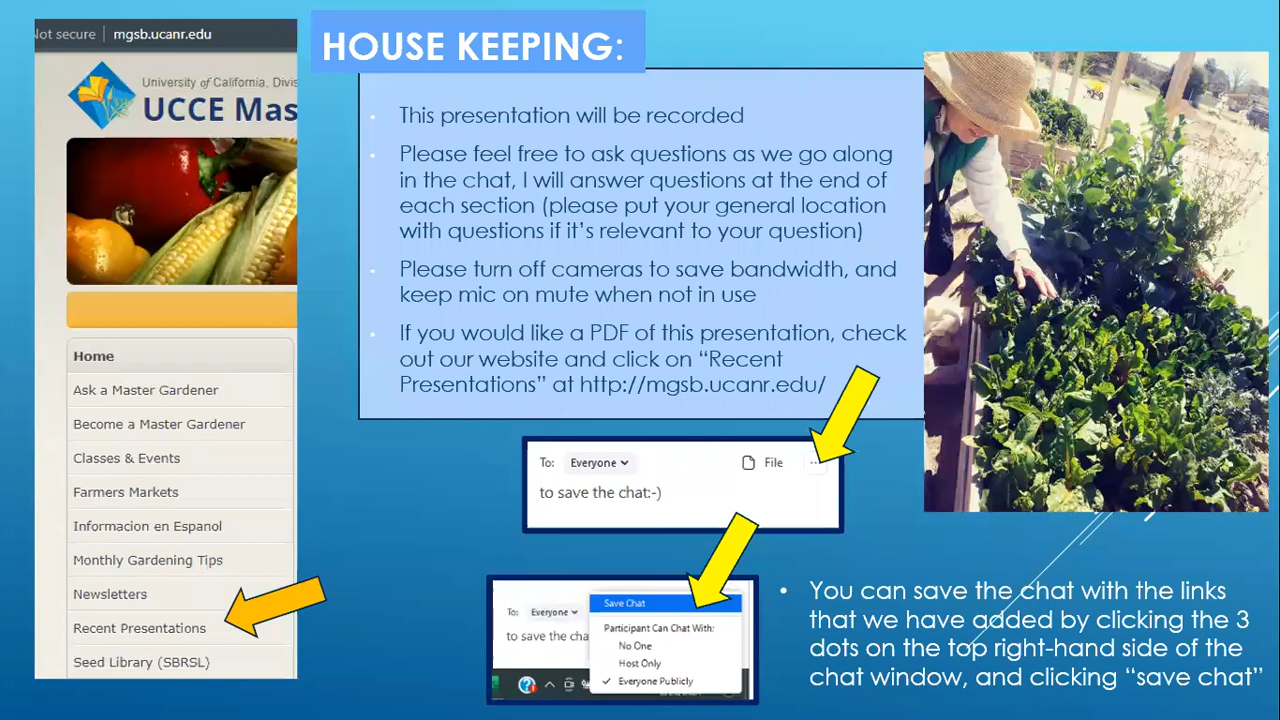 Not secure | mgsb.ucanr.edu
University of California, Divis
UCCE Mas
Home
Ask a Master Gardener
Become a Master Gardener
Classes & Events
Farmers Markets
Informacion en Espanol
Monthly Gardening Tips
Newsletters
Recent Presentations
Seed Library (SBRSL)
HOUSE KEEPING:
This presentation will be recorded
Please feel free to ask questions as we go along
in the chat, I will answer questions at the end of
each section (please put your general location
with questions if it's relevant to your question)
Please turn off cameras to save bandwidth, and
keep mic on mute when not in use
If you would like a PDF of this presentation, check
out our website and click on “Recent
Presentations” at http://mgsb.ucanr.edu/
To: Everyone File ...
to save the chat:-)
To: Everyone
to save the cha
Save Chat
Participant Can Chat With:
No One
Host Only
✓ Everyone Publicly
• You can save the chat with the links
that we have added by clicking the 3
dots on the top right-hand side of the
chat window, and clicking “save chat”